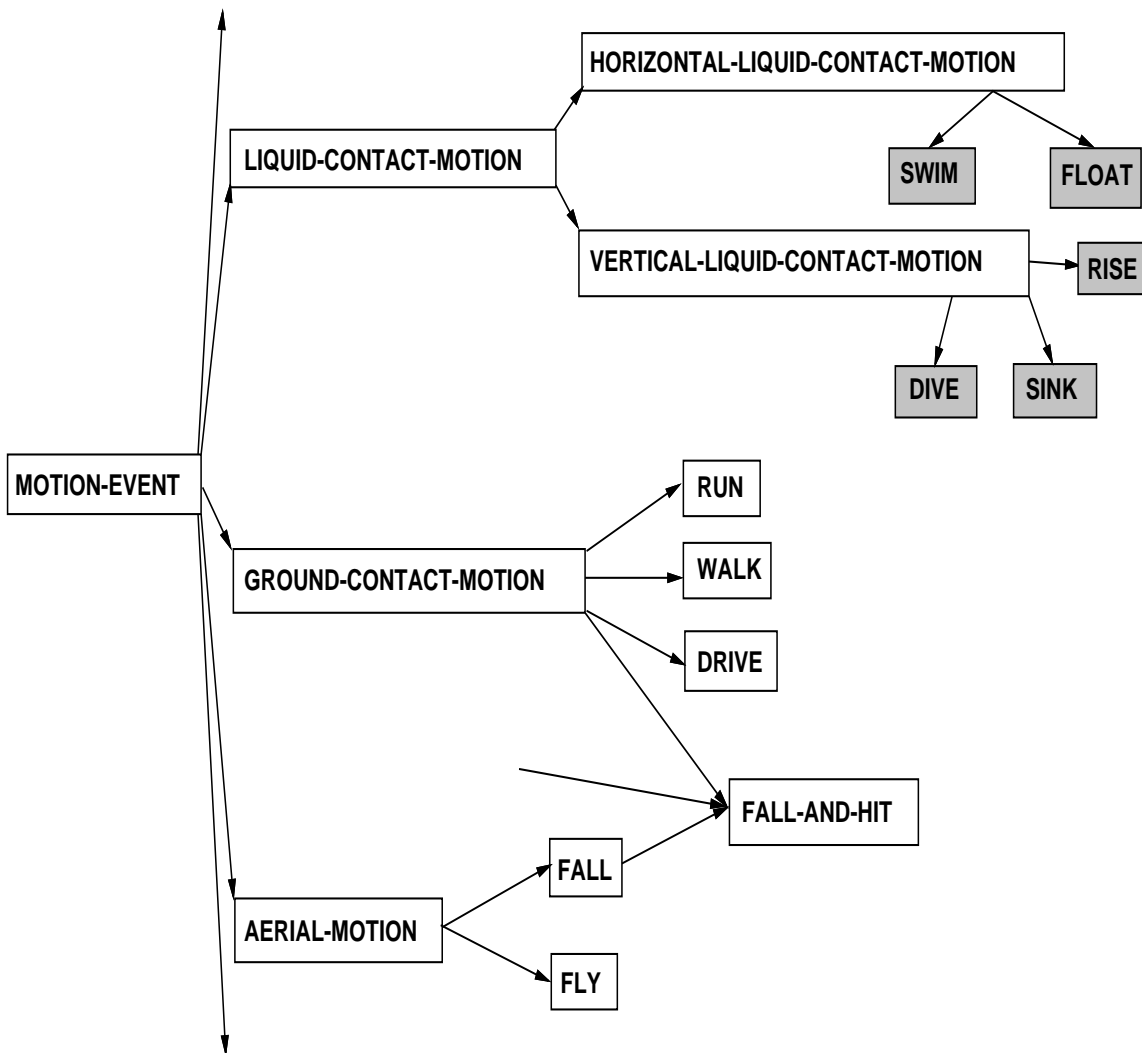 HORIZONTAL-LIQUID-CONTACT-MOTION
LIQUID-CONTACT-MOTION
SWIM
FLOAT
VERTICAL-LIQUID-CONTACT-MOTION
RISE
DIVE
SINK
MOTION-EVENT
RUN
GROUND-CONTACT-MOTION
WALK
DRIVE
FALL-AND-HIT
FALL
AERIAL-MOTION
FLY